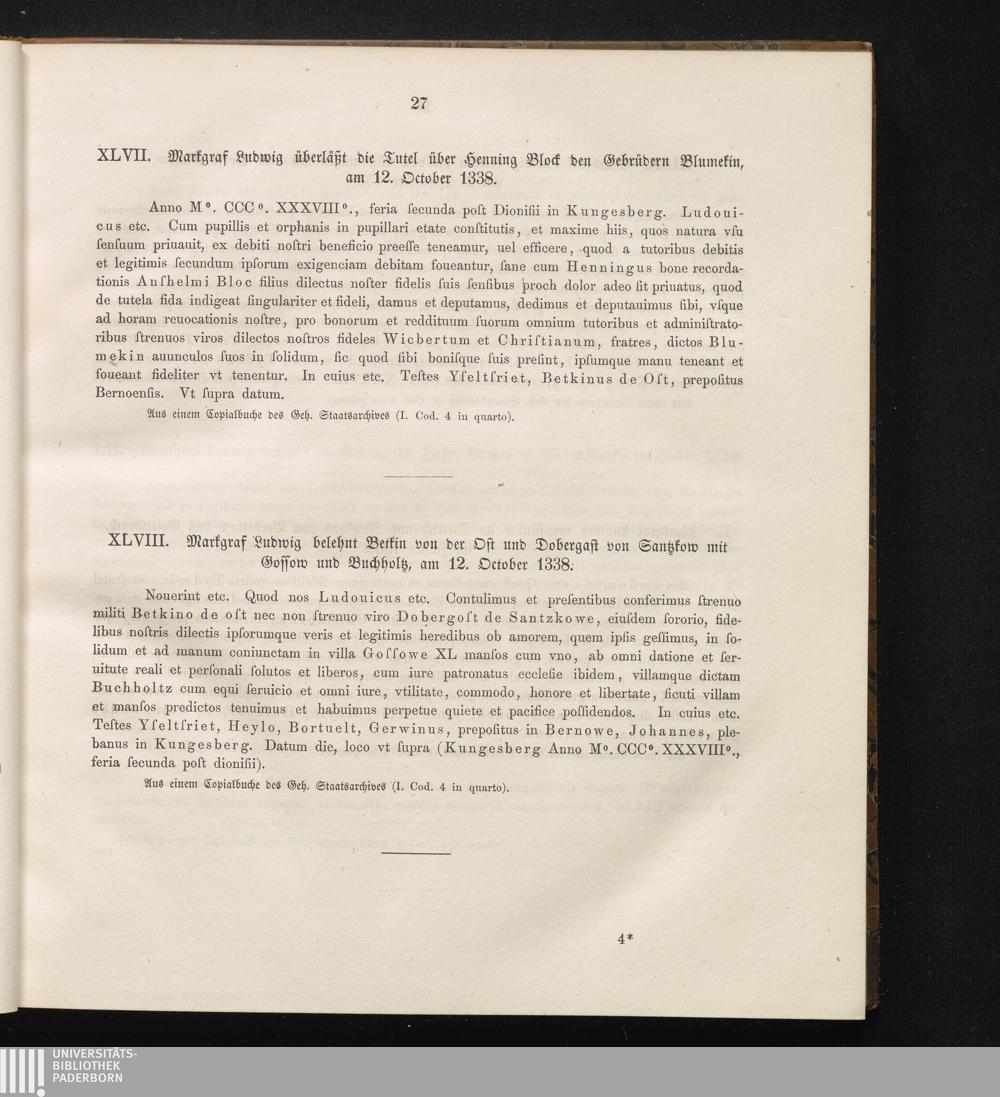 27
XLVII. Markgraf Ludwig überläßt die Tutel über Henning Block den Gebrüdern Blumekin,
am 12. October 1338.
Anno Mº. CCCº. XXXVIIIº., feria ſecunda poſt Dioniſii in Kungesberg. Ludoui-
cus etc. Cum pupillis et orphanis in pupillari etate conſtitutis, et maxime hiis, quos natura vſu
ſenſuum priuauit, ex debiti noſtri beneficio preeſſe teneamur, uel efficere, quod a tutoribus debitis
et legitimis ſecundum ipſorum exigenciam debitam foueantur, ſane cum Henningus bone recorda-
tionis Anſhelmi Bloc filius dilectus noſter fidelis ſuis ſenſibus proch dolor adeo ſit priuatus, quod
de tutela fida indigeat ſingulariter et fideli, damus et deputamus, dedimus et deputauimus ſibi, vſque
ad horam reuocationis noſtre, pro bonorum et reddituum ſuorum omnium tutoribus et adminiſtrato-
ribus ſtrenuos viros dilectos noſtros fideles Wicbertum et Chriſtianum, fratres, dictos Blu-
mekin auunculos ſuos in ſolidum, ſic quod ſibi boniſque ſuis preſint, ipſumque manu teneant et
foueant fideliter vt tenentur. In cuius etc. Teſtes Yſeltſriet, Betkinus de Oſt, prepoſitus
Bernoenſis. Vt ſupra datum.
Aus einem Copialbuche des Geh. Staatsarchives (I. Cod. 4 in quarto).
XLVIII. Markgraf Ludwig belehnt Betkin von der Oſt und Dobergaſt von Santzkow mit
Goſſow und Buchholtz, am 12. October 1338.
Nouerint etc. Quod nos Ludouicus etc. Contulimus et preſentibus conferimus ſtrenuo
militi Betkino de oſt nec non ſtrenuo viro Dobergoſt de Santzkowe, eiuſdem ſororio, fide-
libus noſtris dilectis ipſorumque veris et legitimis heredibus ob amorem, quem ipſis geſſimus, in ſo-
lidum et ad manum coniunctam in villa Goſſowe XL manſos cum vno, ab omni datione et ſer-
uitute reali et perſonali ſolutos et liberos, cum iure patronatus eccleſie ibidem, villamque dictam
Buchholtz cum equi ſeruicio et omni iure, vtilitate, commodo, honore et libertate, ſicuti villam
et manſos predictos tenuimus et habuimus perpetue quiete et pacifice poſſidendos. In cuius etc.
Teſtes Yſeltſriet, Heylo, Bortuelt, Gerwinus, prepoſitus in Bernowe, Johannes, ple-
banus in Kungesberg. Datum die, loco vt ſupra (Kungesberg Anno Mº. CCCº. XXXVIIIº.,
feria ſecunda poſt dioniſii).
Aus einem Copialbuche des Geh. Staatsarchives (I. Cod. 4 in quarto).
4*
UNIVERSITÄTS-
BIBLIOTHEK
PADERBORN